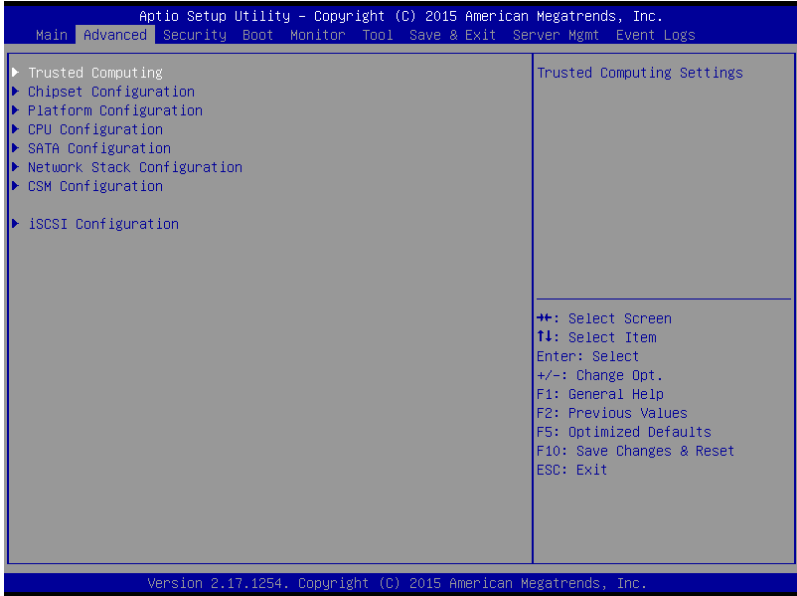 Aptio Setup Utility – Copyright (C) 2015 American Megatrends, Inc.
Main Advanced Security Boot Monitor Tool Save & Exit Server Mgmt Event Logs
Trusted Computing
Chipset Configuration
Platform Configuration
CPU Configuration
SATA Configuration
Network Stack Configuration
CSM Configuration
iSCSI Configuration
Trusted Computing Settings
→←: Select Screen
↑↓: Select Item
Enter: Select
+/-: Change Opt.
F1: General Help
F2: Previous Values
F5: Optimized Defaults
F10: Save Changes & Reset
ESC: Exit
Version 2.17.1254. Copyright (C) 2015 American Megatrends, Inc.